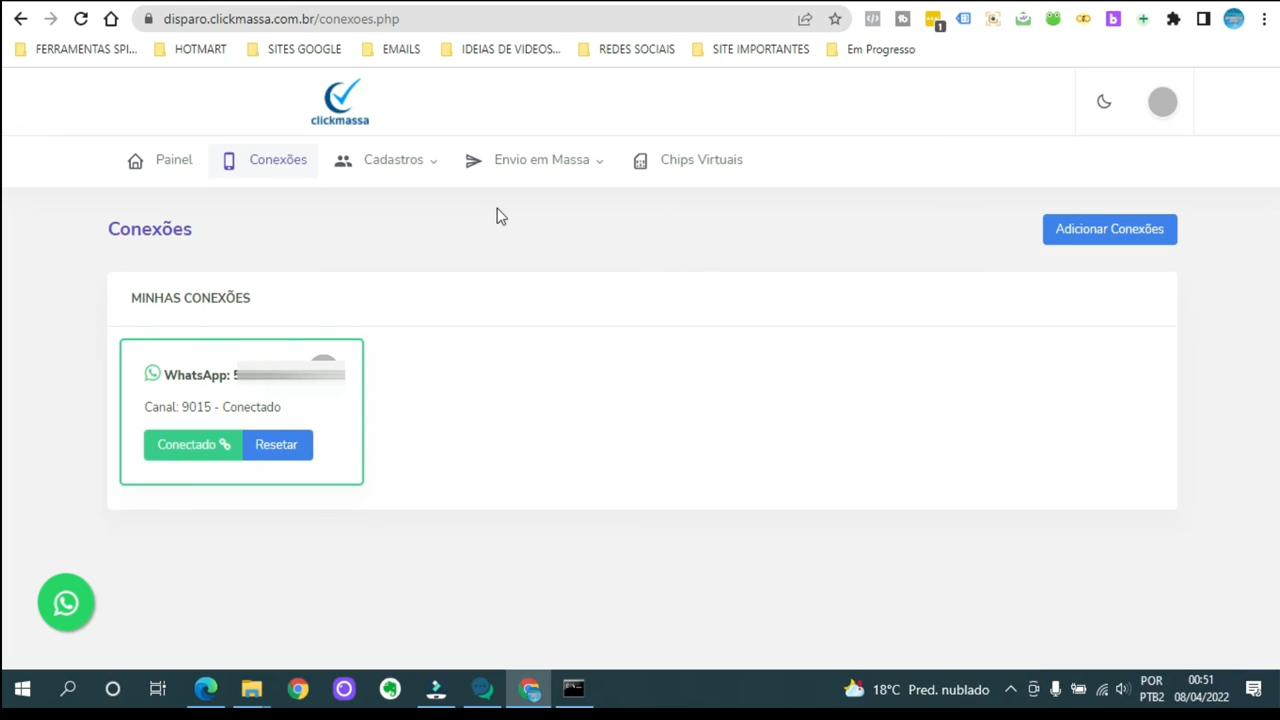 disparo.clickmassa.com.br/conexoes.php
1
FERRAMENTAS SPI... HOTMART SITES GOOGLE EMAILS IDEIAS DE VIDEOS... REDES SOCIAIS SITE IMPORTANTES Em Progresso
clickmassa
Painel Conexões Cadastros Envio em Massa Chips Virtuais
Conexões Adicionar Conexões
MINHAS CONEXÕES
WhatsApp:
Canal: 9015 - Conectado
Conectado Resetar
18°C Pred. nublado
POR
PTB2
00:51
08/04/2022